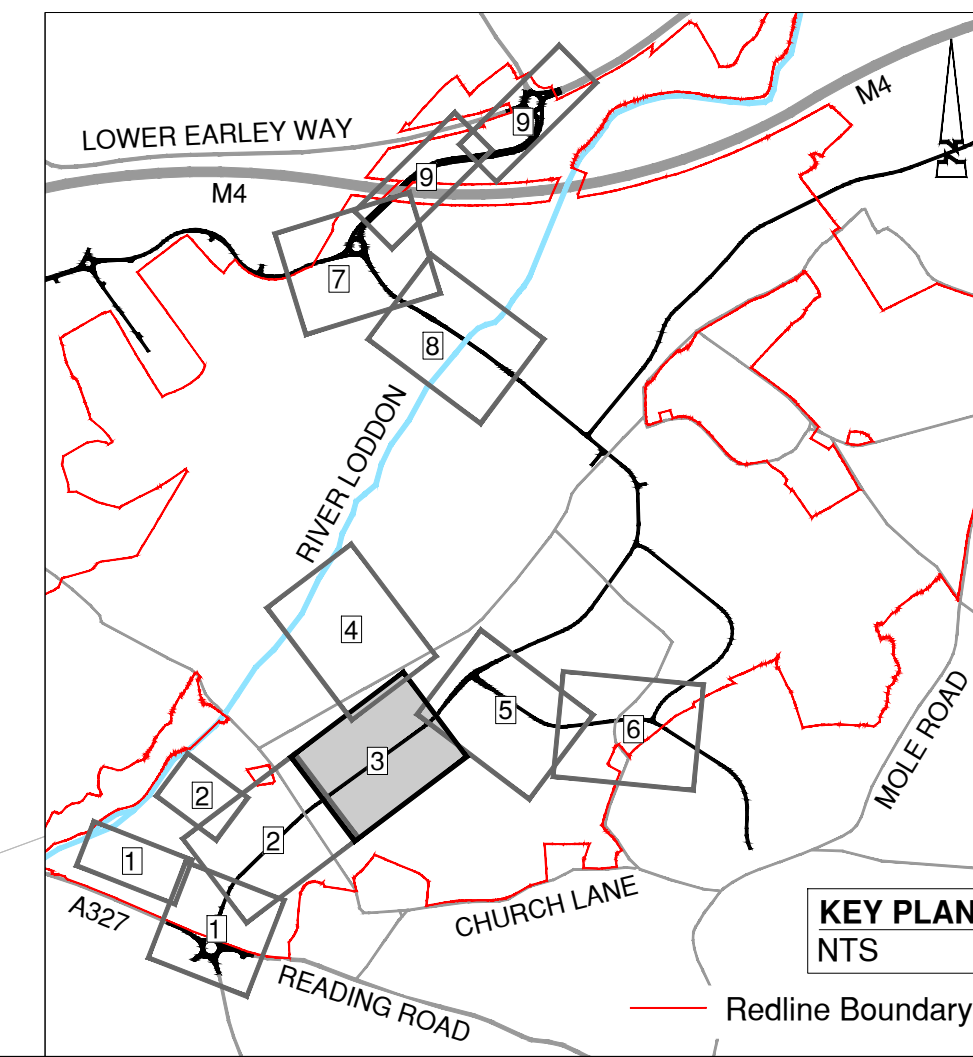 M4
LOWER EARLEY WAY
9
9
M4
7
8
RIVER LODDON
4
5
6
3
MOLE ROAD
2
2
1
CHURCH LANE
A327
1
KEY PLAN
NTS
READING ROAD
Redline Boundary